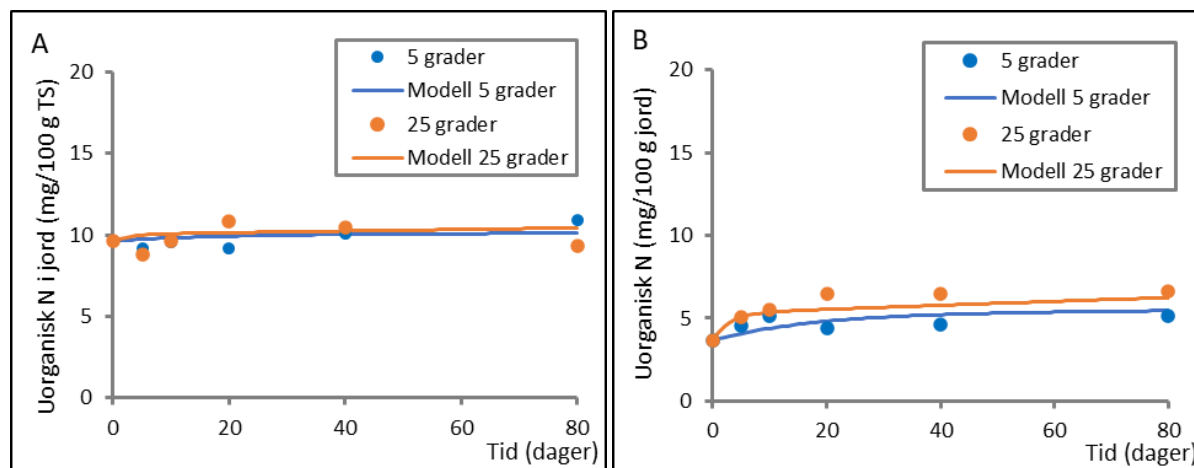 A
5 grader
Modell 5 grader
25 grader
Modell 25 grader
Uorganisk N i jord (mg/100 g TS)
20
15
10
5
0
0 20 40 60 80
Tid (dager)
B
5 grader
Modell 5 grader
25 grader
Modell 25 grader
Uorganisk N (mg/100 g jord)
20
15
10
5
0
0 20 40 60 80
Tid (dager)